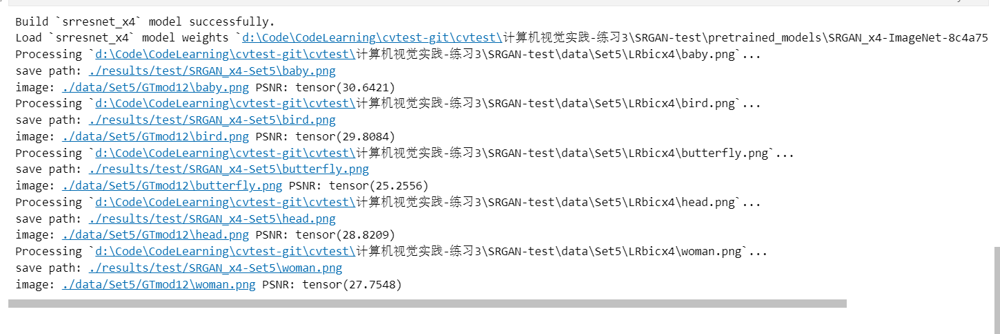 Build `srresnet_x4` model successfully.
Load `srresnet_x4` model weights `d:\Code\CodeLearning\cvtest-git\cvtest\计算机视觉实践-练习3\SRGAN-test\pretrained_models\SRGAN_x4-ImageNet-8c4a75
Processing `d:\Code\CodeLearning\cvtest-git\cvtest\计算机视觉实践-练习3\SRGAN-test\data\Set5\LRbicx4\baby.png`...
save path: ./results/test/SRGAN_x4-Set5\baby.png
image: ./data/Set5/GTmod12\baby.png PSNR: tensor(30.6421)
Processing `d:\Code\CodeLearning\cvtest-git\cvtest\计算机视觉实践-练习3\SRGAN-test\data\Set5\LRbicx4\bird.png`...
save path: ./results/test/SRGAN_x4-Set5\bird.png
image: ./data/Set5/GTmod12\bird.png PSNR: tensor(29.8084)
Processing `d:\Code\CodeLearning\cvtest-git\cvtest\计算机视觉实践-练习3\SRGAN-test\data\Set5\LRbicx4\butterfly.png`...
save path: ./results/test/SRGAN_x4-Set5\butterfly.png
image: ./data/Set5/GTmod12\butterfly.png PSNR: tensor(25.2556)
Processing `d:\Code\CodeLearning\cvtest-git\cvtest\计算机视觉实践-练习3\SRGAN-test\data\Set5\LRbicx4\head.png`...
save path: ./results/test/SRGAN_x4-Set5\head.png
image: ./data/Set5/GTmod12\head.png PSNR: tensor(28.8209)
Processing `d:\Code\CodeLearning\cvtest-git\cvtest\计算机视觉实践-练习3\SRGAN-test\data\Set5\LRbicx4\woman.png`...
save path: ./results/test/SRGAN_x4-Set5\woman.png
image: ./data/Set5/GTmod12\woman.png PSNR: tensor(27.7548)